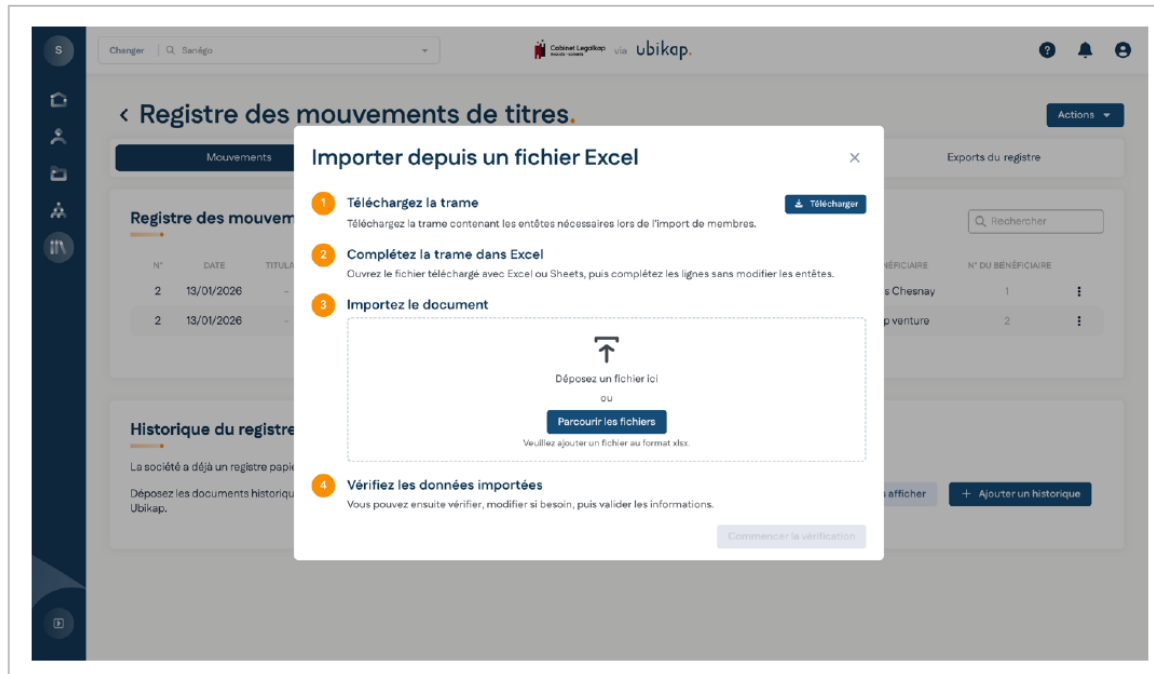 S
Changer
Sanégo
Cabinet Legalkap
via ubikap.
Registre des mouvements de titres.
Actions
Mouvements
Exports du registre
Importer depuis un fichier Excel
1 Téléchargez la trame
Télécharger
Téléchargez la trame contenant les entêtes nécessaires lors de l'import de membres.
2 Complétez la trame dans Excel
Ouvrez le fichier téléchargé avec Excel ou Sheets, puis complétez les lignes sans modifier les entêtes.
3 Importez le document
Déposez un fichier ici
ou
Parcourir les fichiers
Veuillez ajouter un fichier au format xlsx.
4 Vérifiez les données importées
Vous pouvez ensuite vérifier, modifier si besoin, puis valider les informations.
Commencer la vérification
Registre des mouvem
Rechercher
N° DATE TITULA
NÉFICIAIRE N° DU BÉNÉFICIAIRE
2 13/01/2026 - s Chesnay 1
2 13/01/2026 - p venture 2
Historique du registre
La société a déjà un registre papie
Déposez les documents historiqu
Ubikap.
afficher
+ Ajouter un historique